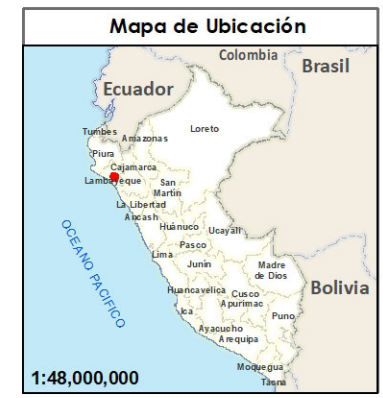 Mapa de Ubicación
Colombia
Brasil
Ecuador
Loreto
Tumbes
Amazonas
Piura
Cajamarca
Lambayeque
San
Martín
La Libertad
Ancash
Huánuco
Ucayali
Pasco
OCEANO PACIFICO
Lima
Junín
Madre
de Dios
Huancavelica
Cusco
Bolivia
Apurimac
Ica
Puno
Ayacucho
Arequipa
Moquegua
1:48,000,000
Tacna